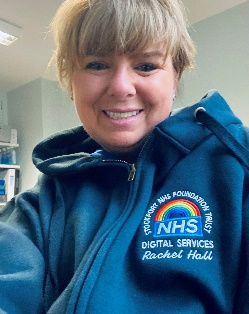 STOCKPORT NHS FOUNDATION TRUST
NHS
DIGITAL SERVICES
Rachel Hall